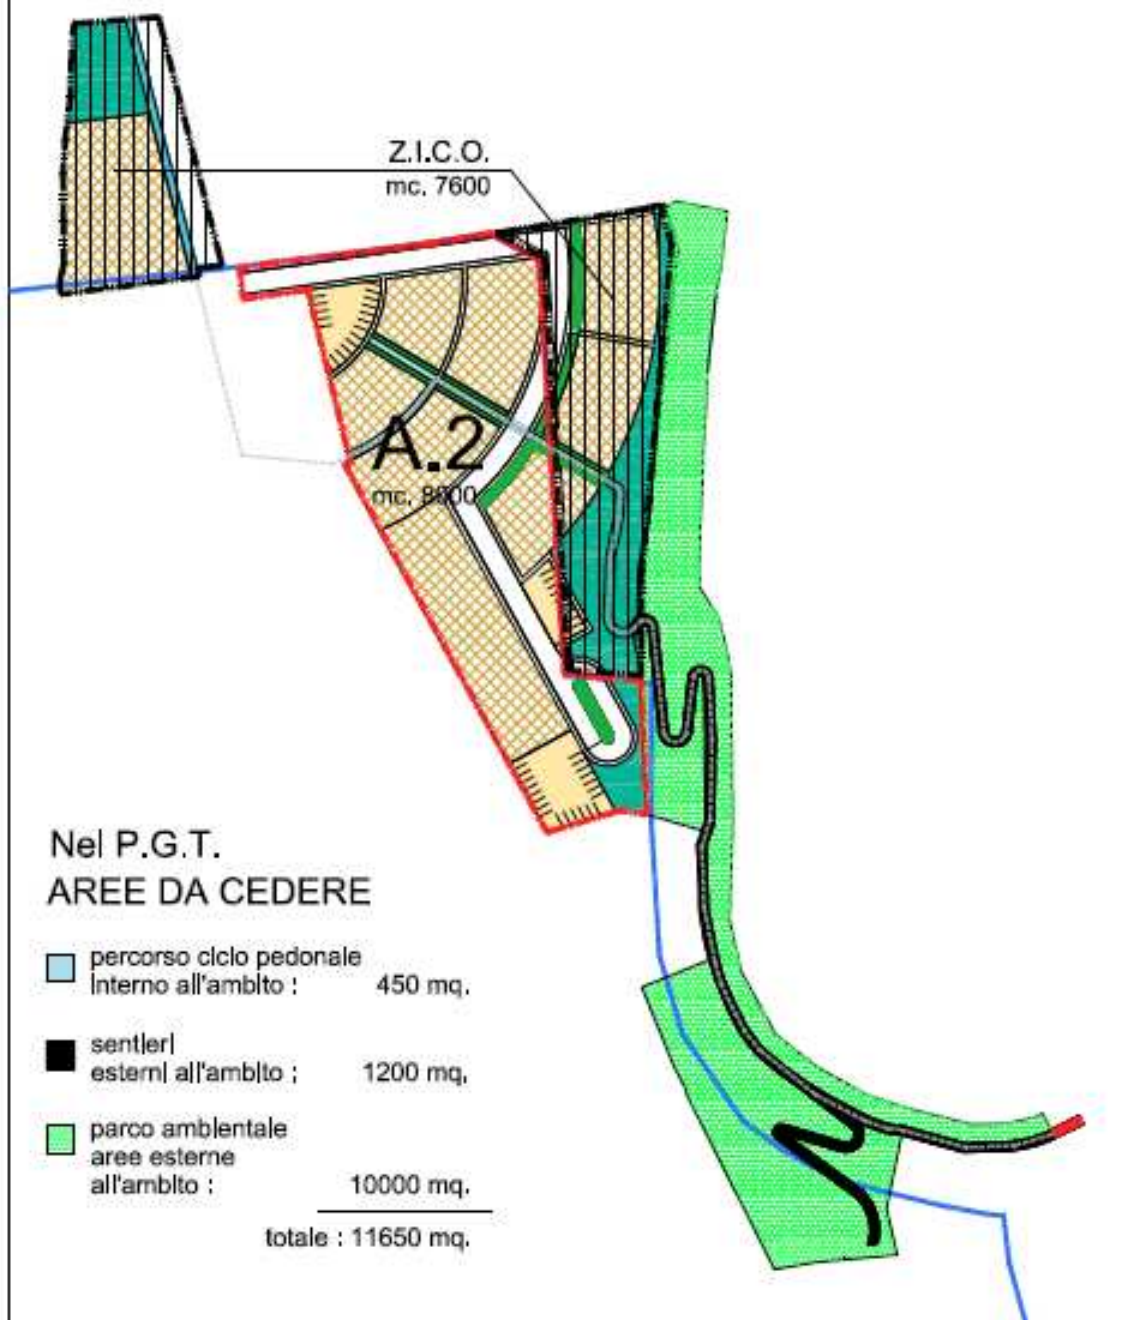 Z.I.C.O.
mc. 7600
A.2
mc. 8000
Nel P.G.T.
AREE DA CEDERE
percorso ciclo pedonale
interno all'ambito : 450 mq.
sentieri
esterni all'ambito : 1200 mq.
parco ambientale
aree esterne
all'ambito : 10000 mq.
totale : 11650 mq.